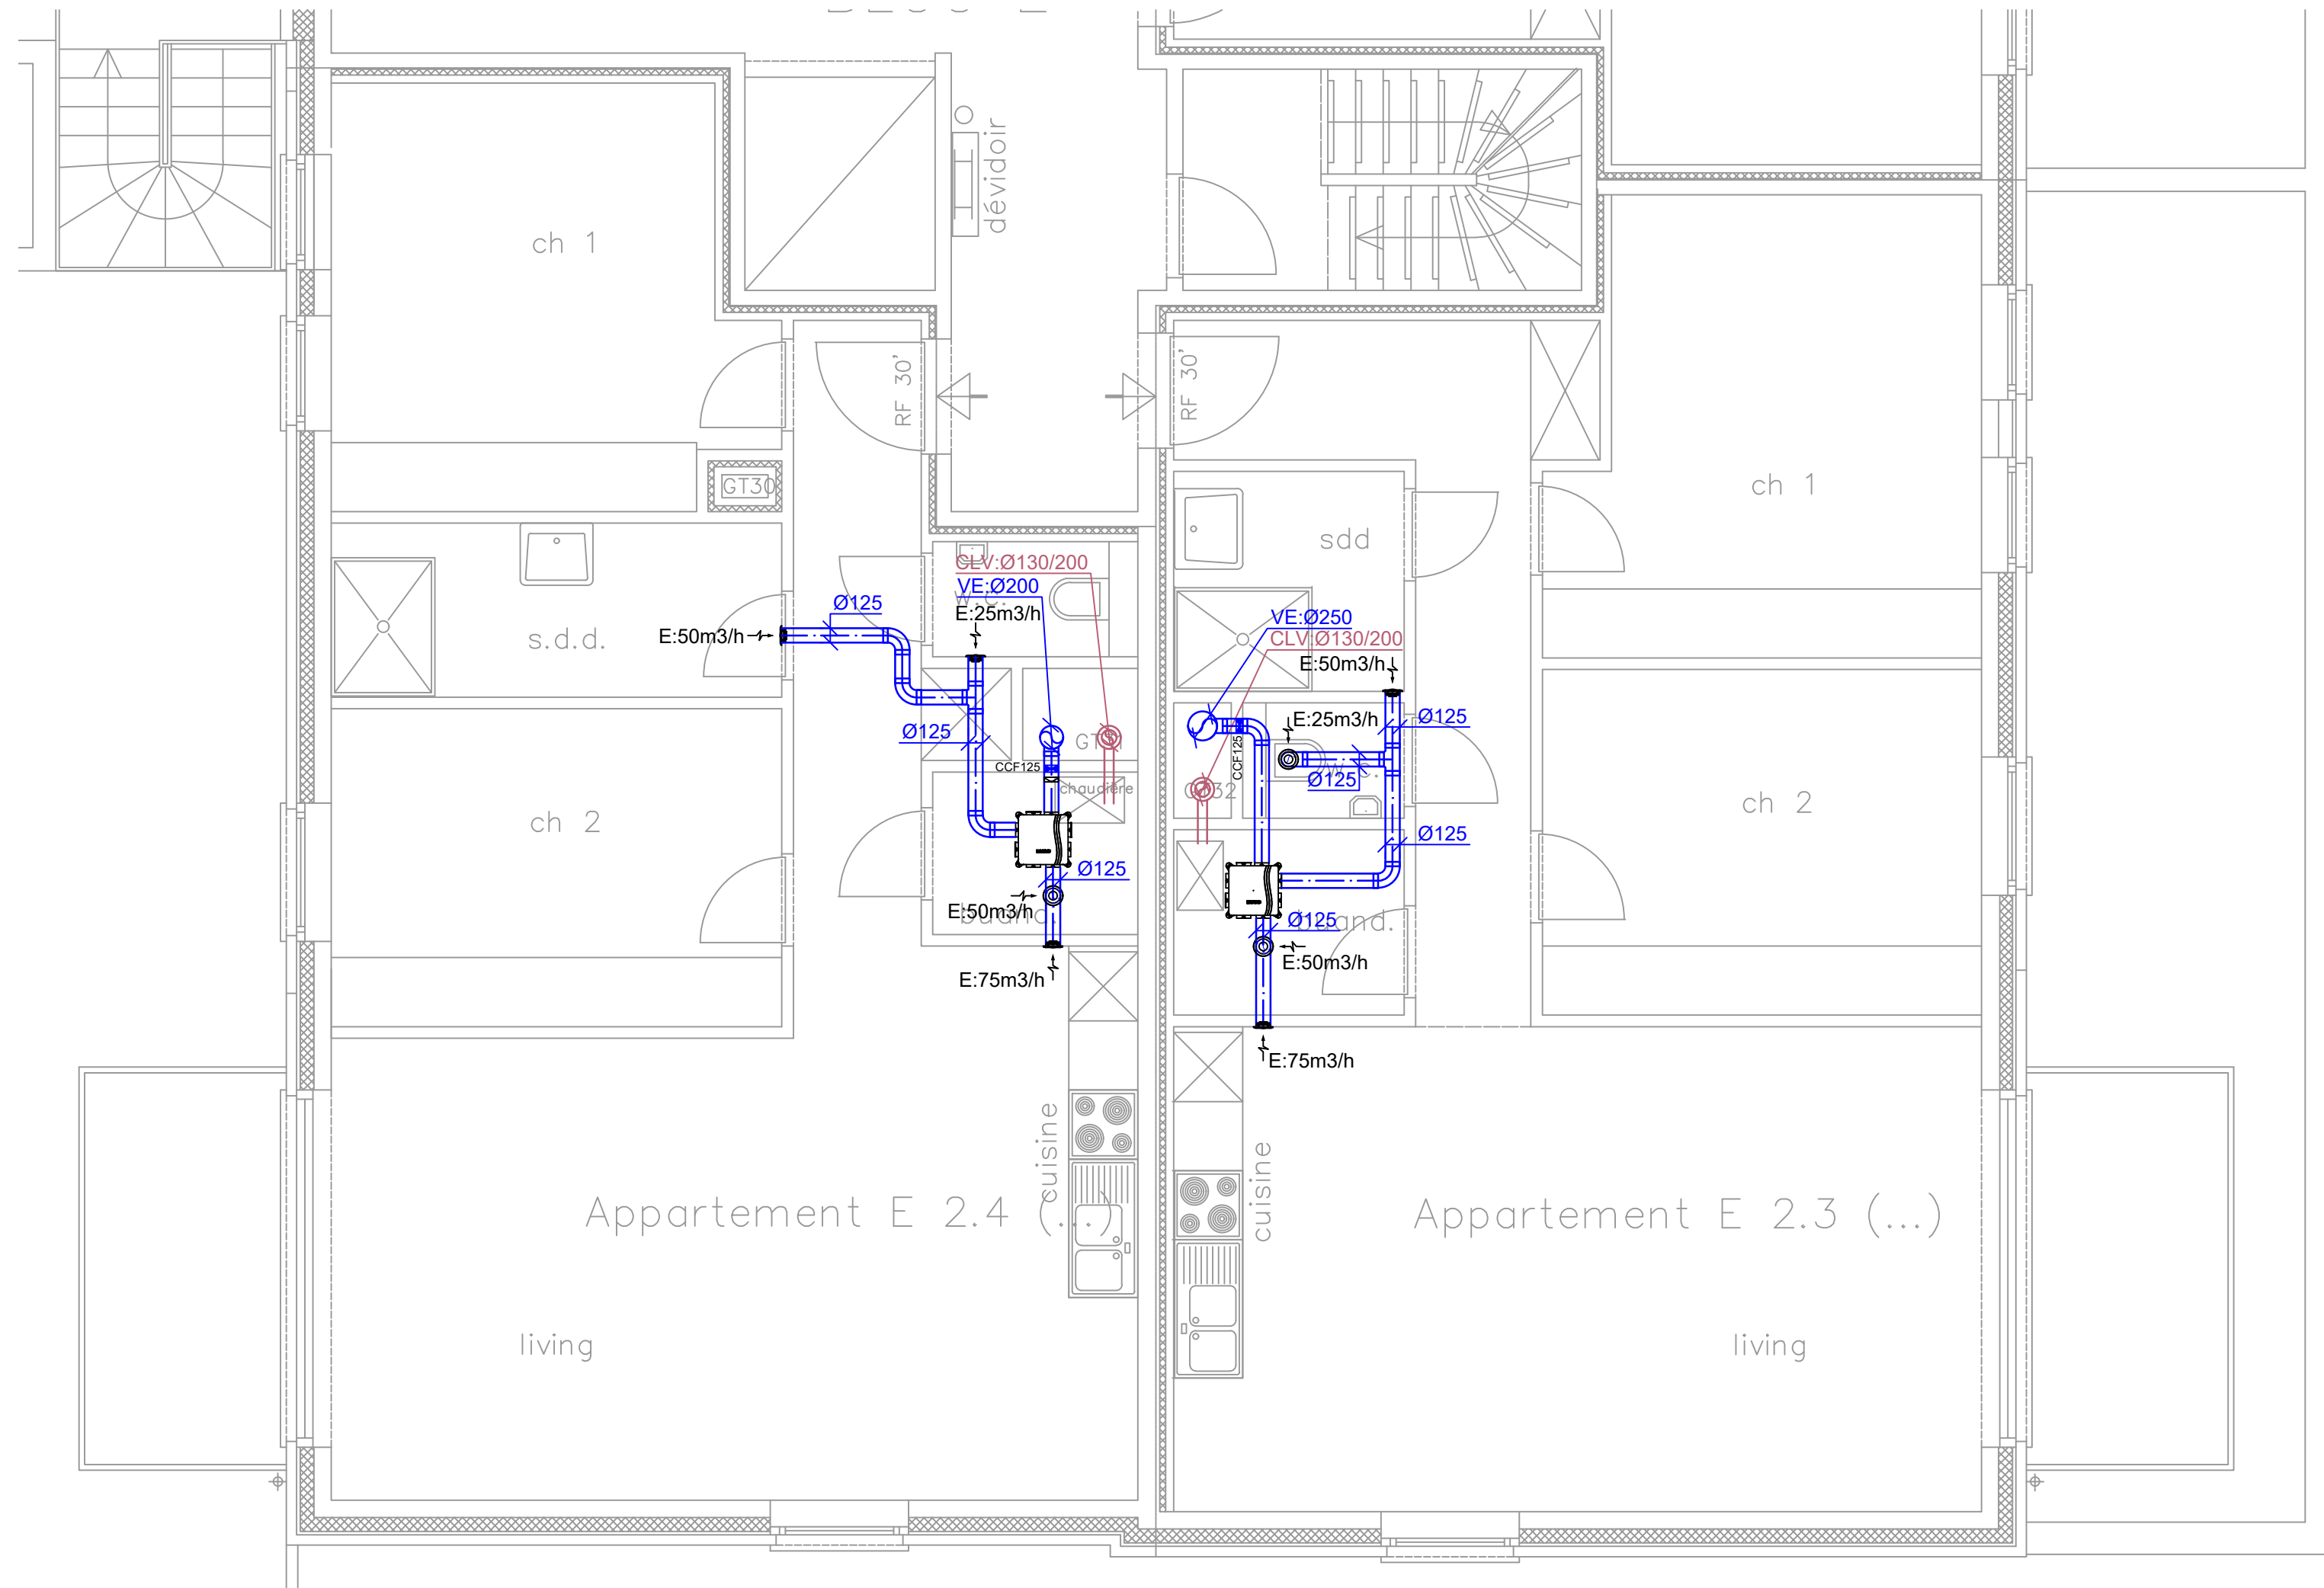 dévidoir
ch 1
RF 30'
RF 30'
GT30
ch 1
sdd
CLV:Ø130/200
VE:Ø200
W.C.
E:25m3/h
Ø125
E:50m3/h
s.d.d.
VE:Ø250
CLV:Ø130/200
E:50m3/h
E:25m3/h
Ø125
Ø125
CCF125
chaudière
CCF125
Ø125
W.C.
ch 2
ch 2
Ø125
Ø125
E:50m3/h
buand.
Ø125
buand.
E:50m3/h
E:75m3/h
E:75m3/h
cuisine
cuisine
Appartement E 2.4 (...)
Appartement E 2.3 (...)
living
living